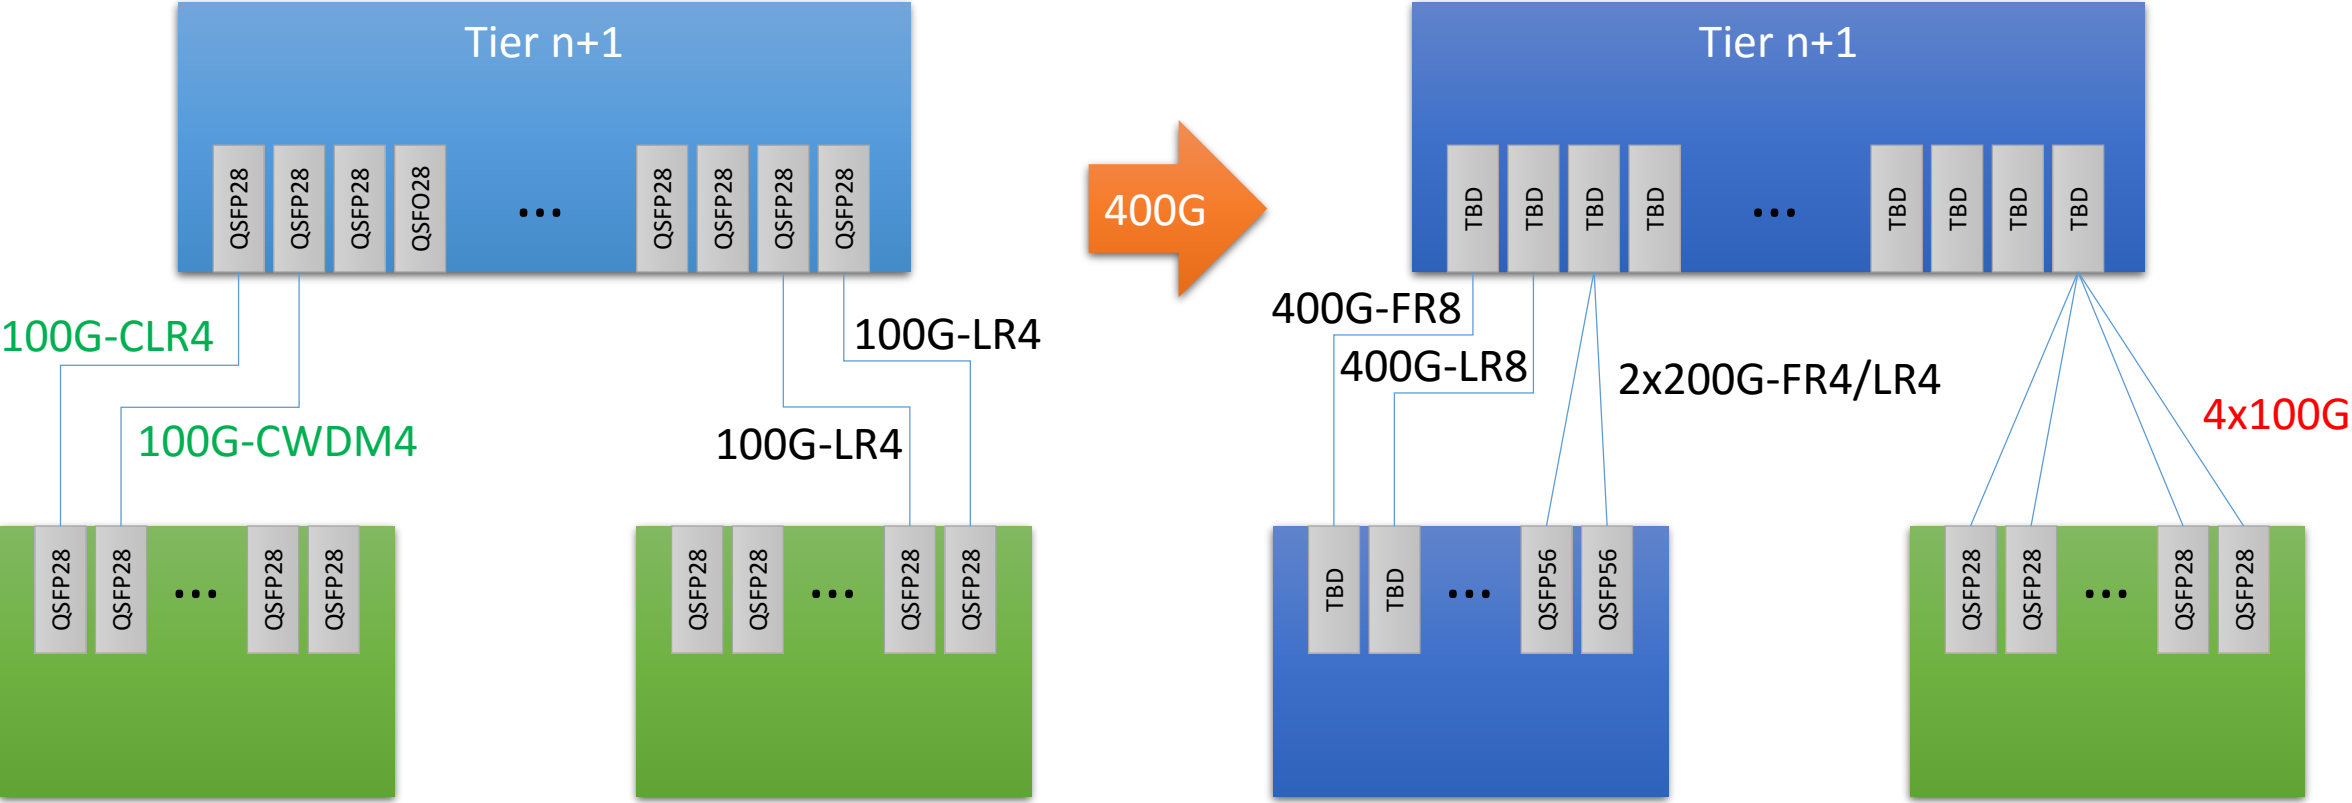 Tier n+1
QSFP28
QSFP28
QSFP28
QSFO28
...
QSFP28
QSFP28
QSFP28
QSFP28
100G-CLR4
100G-CWDM4
100G-LR4
100G-LR4
QSFP28
QSFP28
...
QSFP28
QSFP28
QSFP28
QSFP28
...
QSFP28
QSFP28
400G
Tier n+1
TBD
TBD
TBD
TBD
...
TBD
TBD
TBD
TBD
400G-FR8
400G-LR8
2x200G-FR4/LR4
4x100G
TBD
TBD
...
QSFP56
QSFP56
QSFP28
QSFP28
...
QSFP28
QSFP28